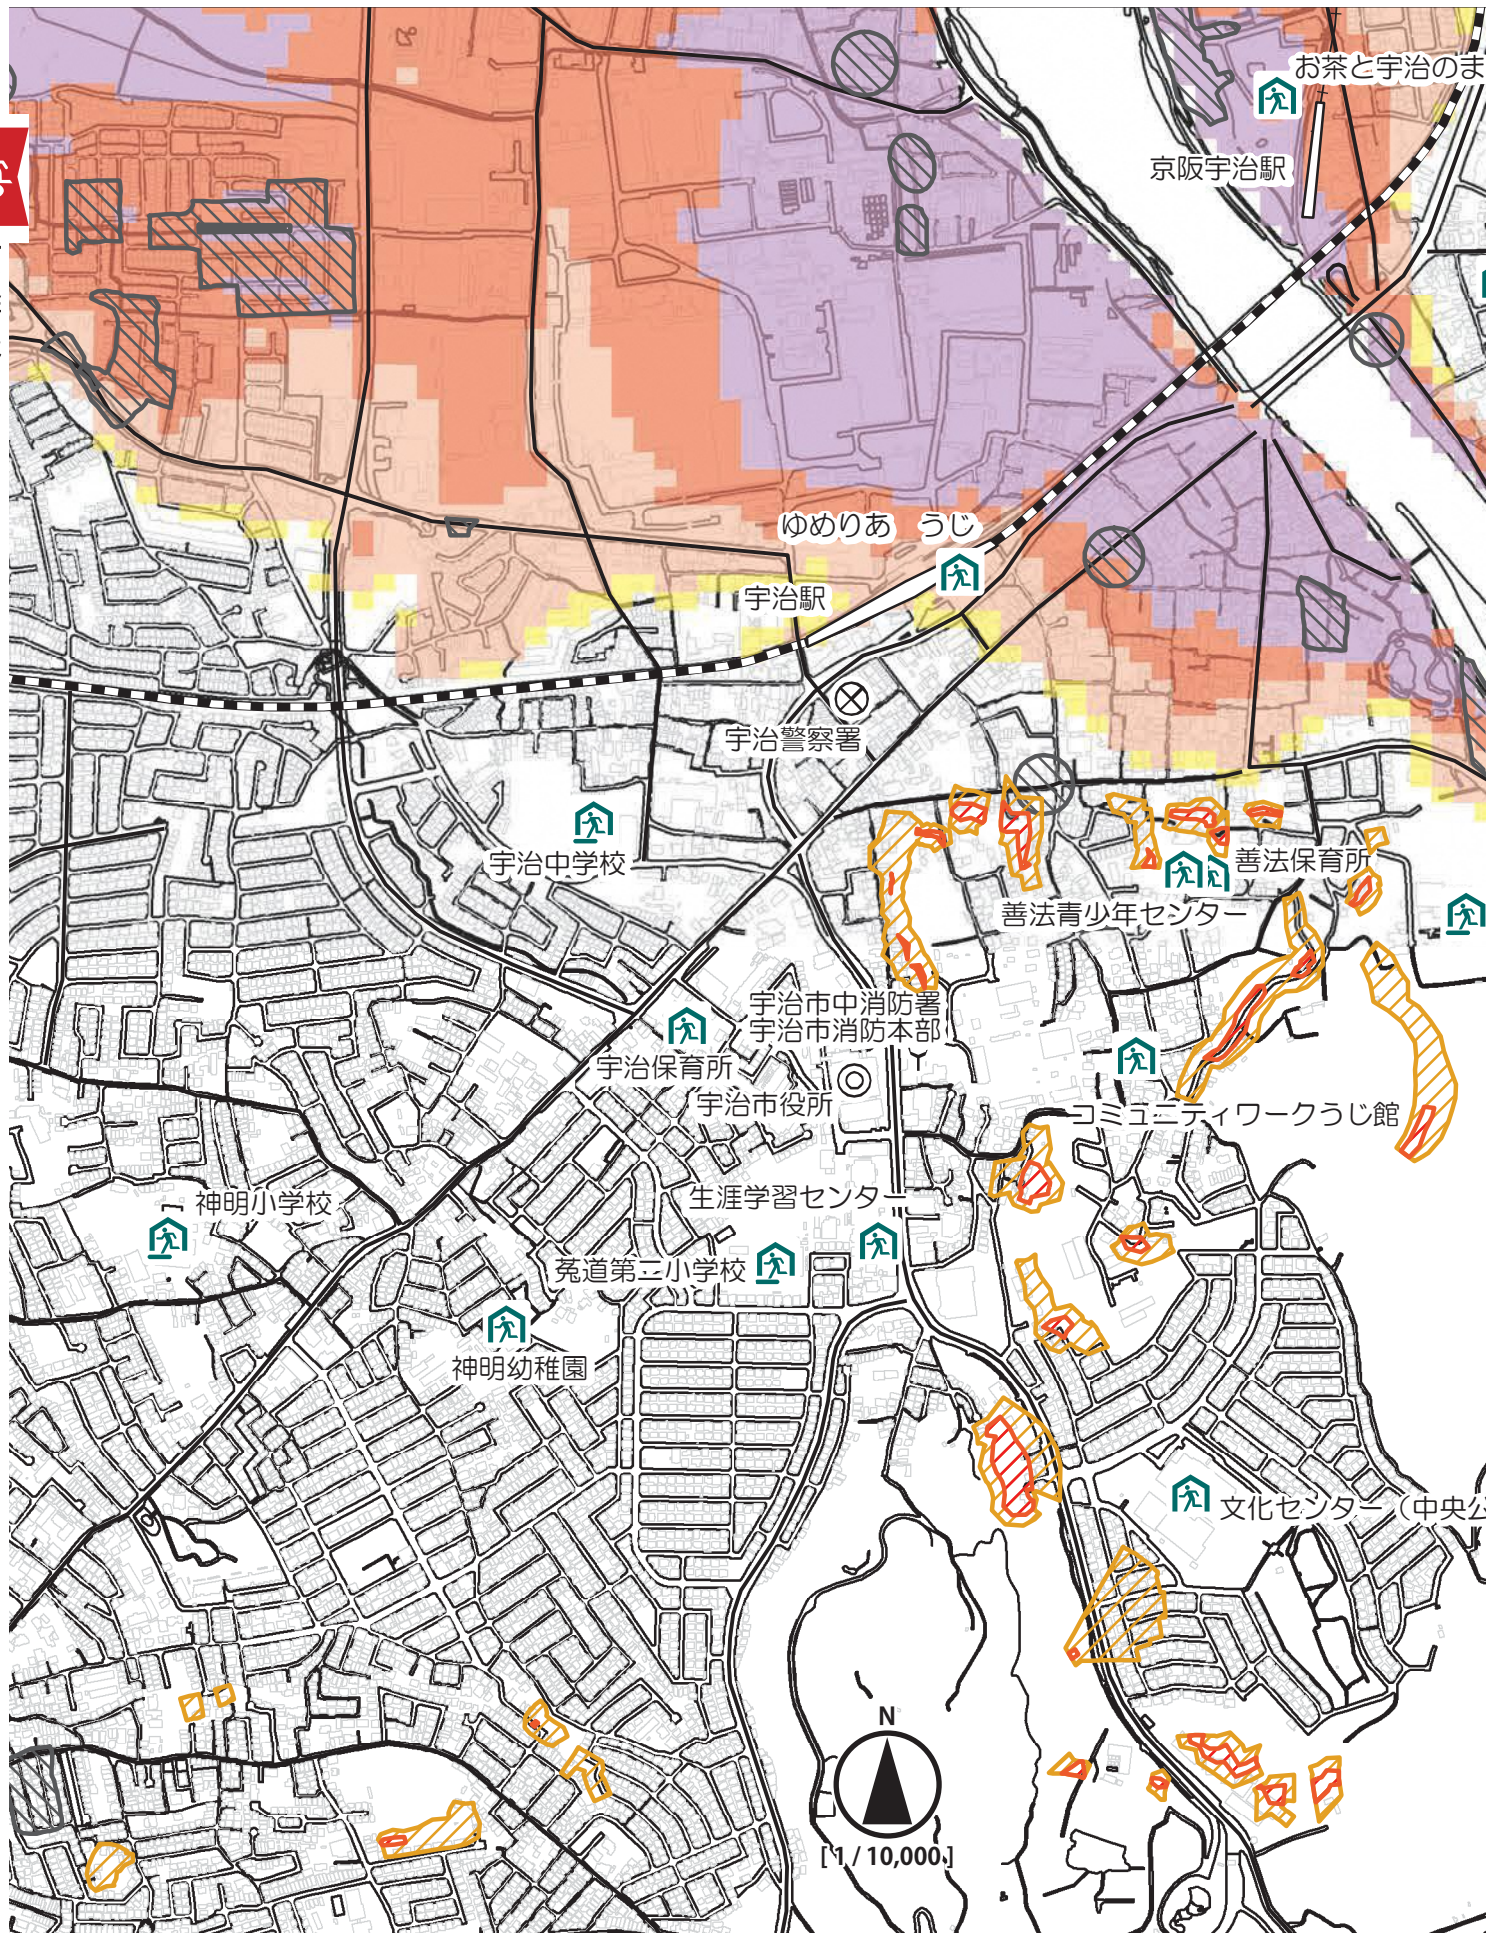 お茶と宇治のま
京阪宇治駅
ゆめりあ うじ
宇治駅
宇治警察署
宇治中学校
善法保育所
善法青少年センター
宇治市中消防署
宇治市消防本部
宇治保育所
宇治市役所
コミュニティワークうじ館
神明小学校
生涯学習センター
菟道第二小学校
神明幼稚園
文化センター（中央公
N
[ 1 / 10,000 ]